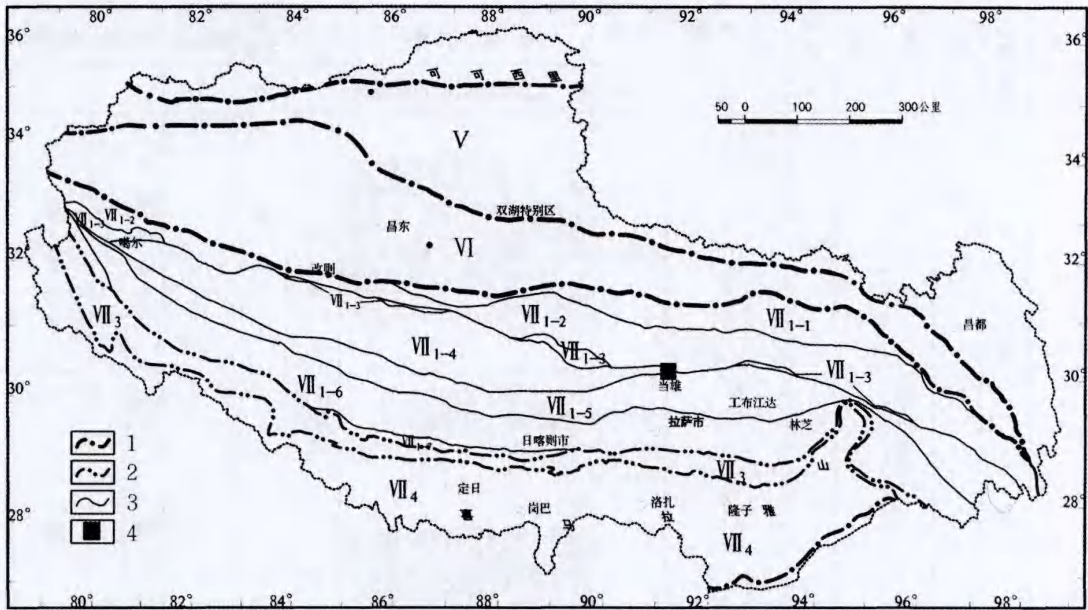 80° 82° 84° 86° 88° 90° 92° 94° 96° 98°
36° 36°
可 可 西 里
50 0 100 200 300公里
34° V 34°
双湖特别区
昌东
VI
Ⅶ1-2
Ⅶ1-3
噶尔
32° 32°
改则
Ⅶ1-3
Ⅶ1-2
Ⅶ1-1
昌都
Ⅶ3
Ⅶ1-4
Ⅶ1-3
Ⅶ1-3
30° 30°
当雄
Ⅶ1-6
Ⅶ1-5
工布江达
拉萨市
林芝
日喀则市
1
2
3
4
Ⅶ3
山
Ⅶ4
定日
岗巴
马
洛扎
拉
隆子
雅
28° 28°
Ⅶ4
80° 82° 84° 86° 88° 90° 92° 94° 96° 98°